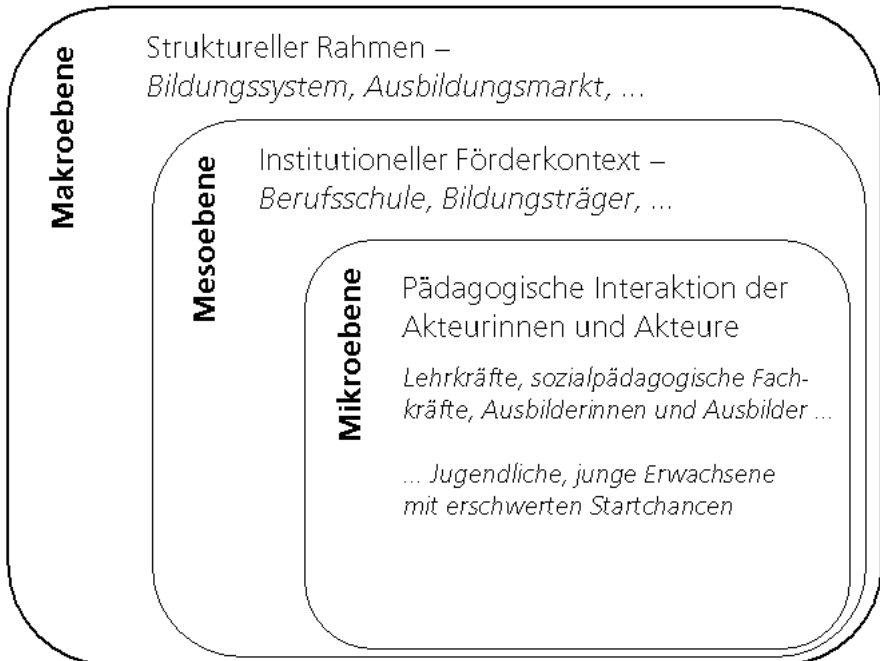 Makroebene
Struktureller Rahmen –
Bildungssystem, Ausbildungsmarkt, ...
Mesoebene
Institutioneller Förderkontext –
Berufsschule, Bildungsträger, ...
Mikroebene
Pädagogische Interaktion der
Akteurinnen und Akteure
Lehrkräfte, sozialpädagogische Fach-
kräfte, Ausbilderinnen und Ausbilder ...
... Jugendliche, junge Erwachsene
mit erschwerten Startchancen